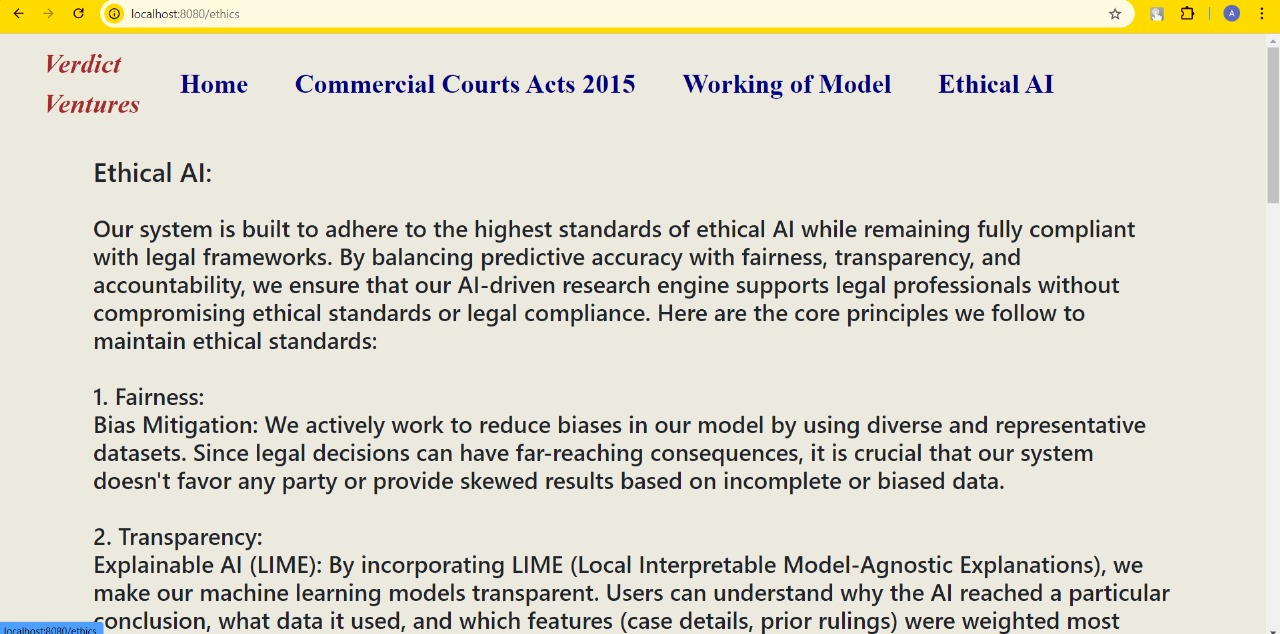 localhost:8080/ethics
A
Verdict
Ventures
Home Commercial Courts Acts 2015 Working of Model Ethical AI
Ethical AI:
Our system is built to adhere to the highest standards of ethical AI while remaining fully compliant
with legal frameworks. By balancing predictive accuracy with fairness, transparency, and
accountability, we ensure that our AI-driven research engine supports legal professionals without
compromising ethical standards or legal compliance. Here are the core principles we follow to
maintain ethical standards:
1. Fairness:
Bias Mitigation: We actively work to reduce biases in our model by using diverse and representative
datasets. Since legal decisions can have far-reaching consequences, it is crucial that our system
doesn't favor any party or provide skewed results based on incomplete or biased data.
2. Transparency:
Explainable AI (LIME): By incorporating LIME (Local Interpretable Model-Agnostic Explanations), we
make our machine learning models transparent. Users can understand why the AI reached a particular
conclusion, what data it used, and which features (case details, prior rulings) were weighted most
localhost:8080/ethics